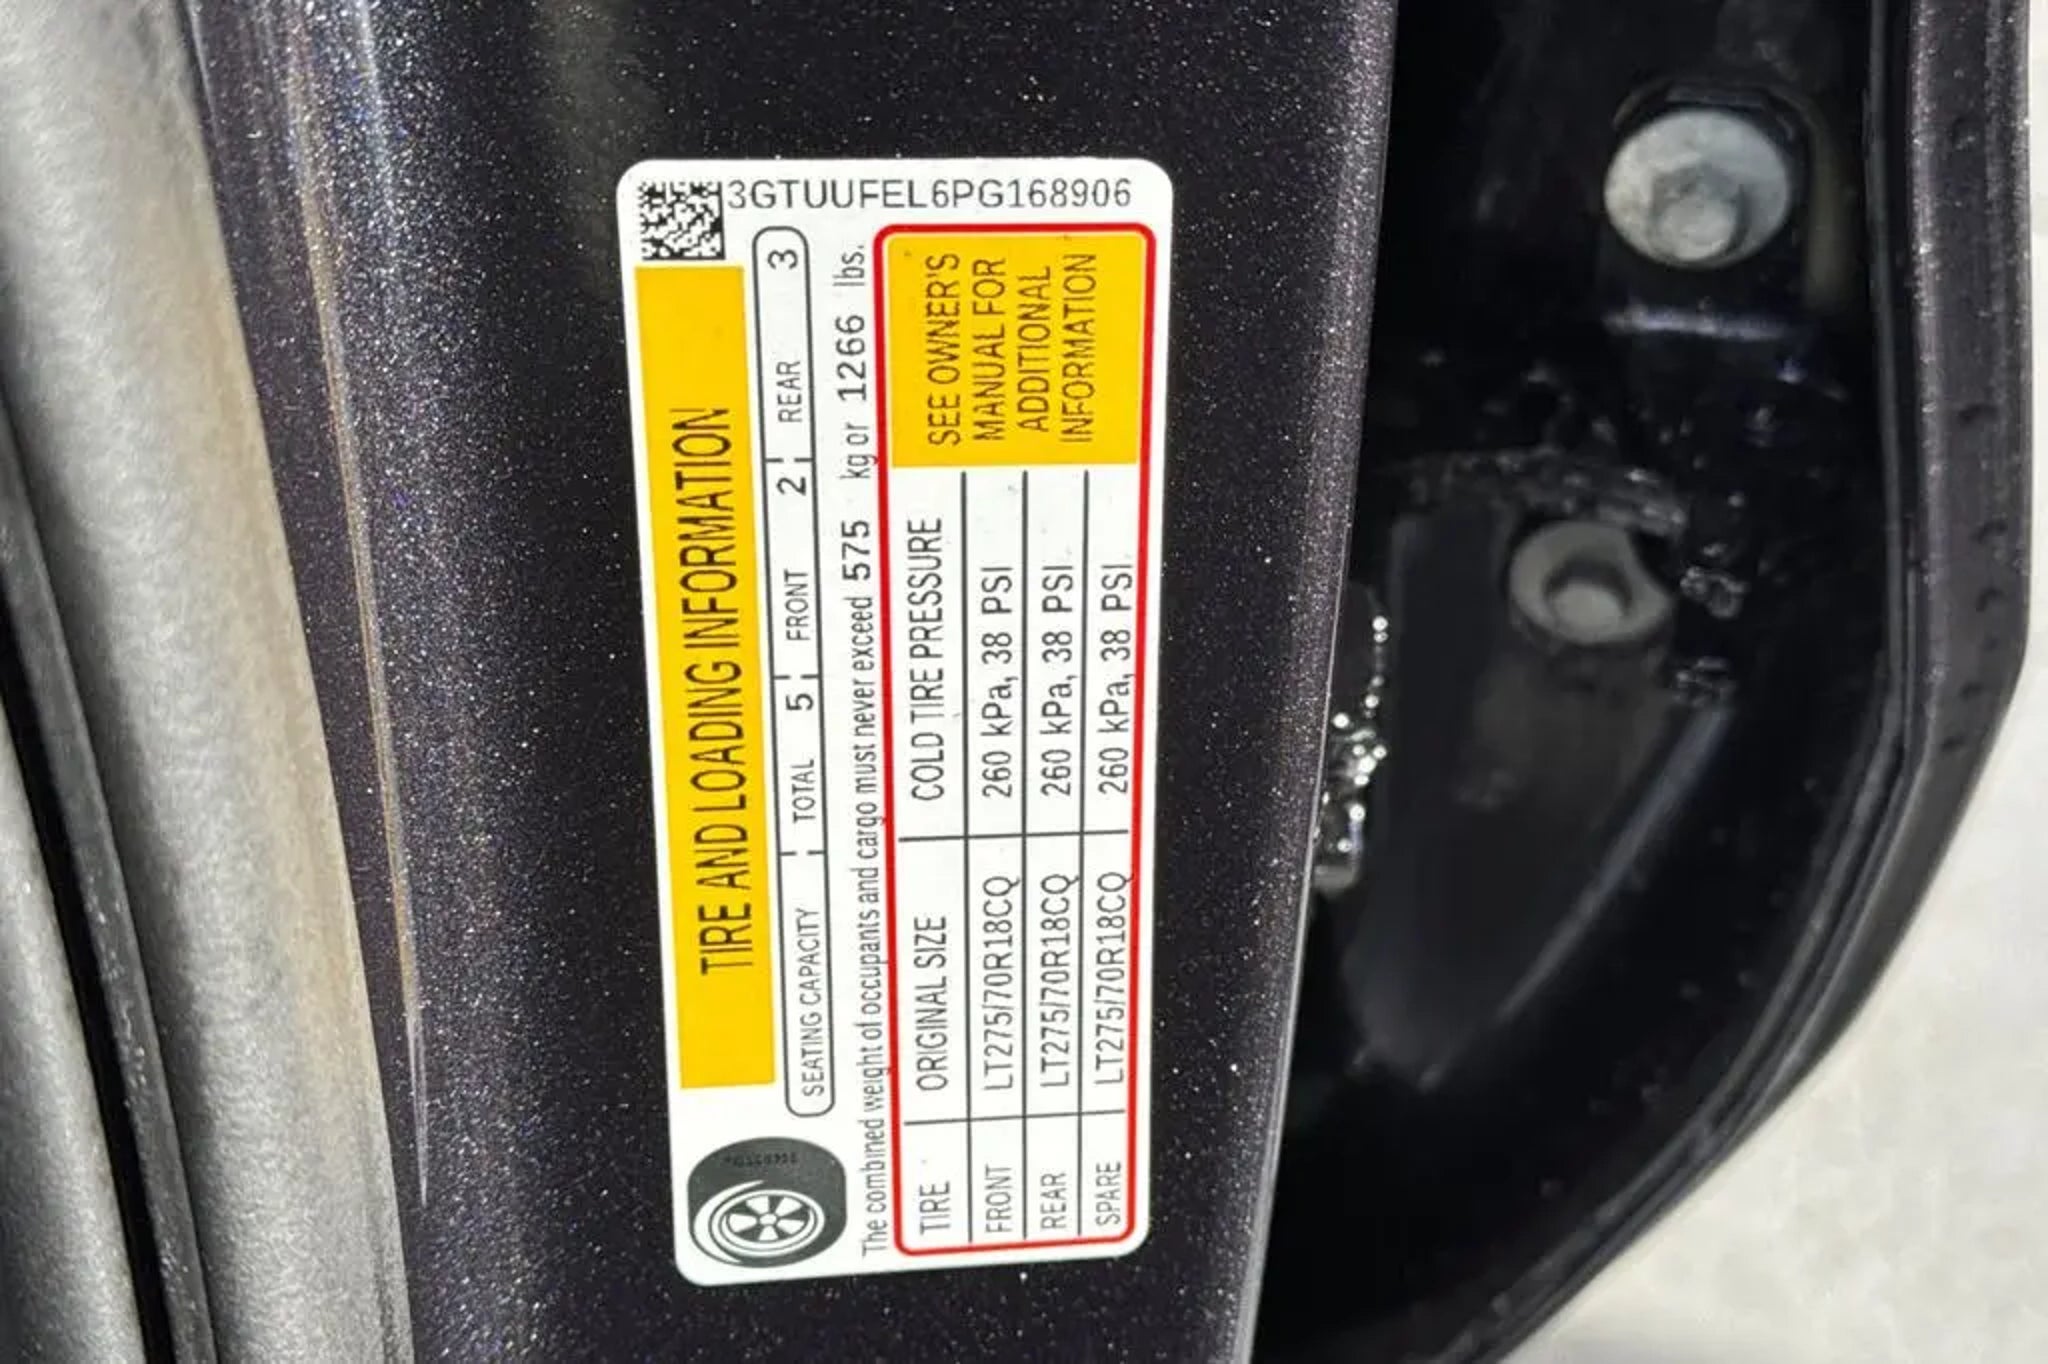 3GTUUFEL6PG168906
TIRE AND LOADING INFORMATION
SEATING CAPACITY TOTAL 5 FRONT 2 REAR 3
The combined weight of occupants and cargo must never exceed 575 kg or 1266 lbs.
TIRE ORIGINAL SIZE COLD TIRE PRESSURE
FRONT LT275/70R18CQ 260 kPa, 38 PSI
REAR LT275/70R18CQ 260 kPa, 38 PSI
SPARE LT275/70R18CQ 260 kPa, 38 PSI
SEE OWNER'S
MANUAL FOR
ADDITIONAL
INFORMATION